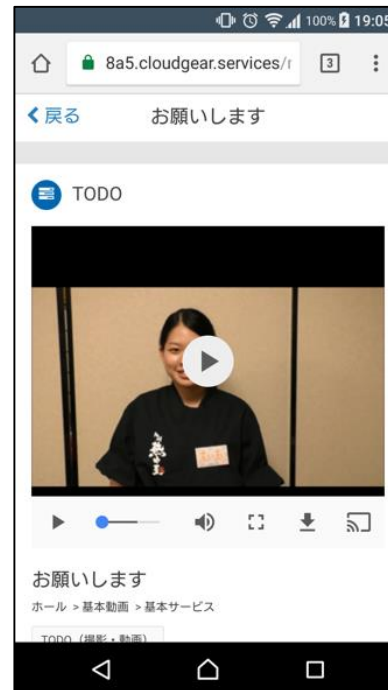 100% 19:05
8a5.cloudgear.services/r 3
戻る お願いします
TODO
お願いします
ホール >基本動画 >基本サービス
TODO（撮影・動画）